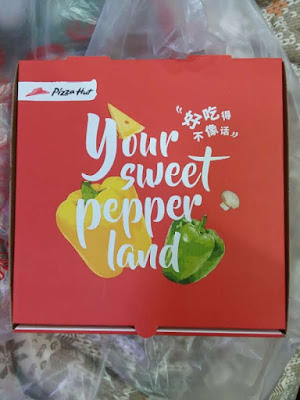 Pizza Hut
Your
sweet
pepper
land
“好吃得
不像话”